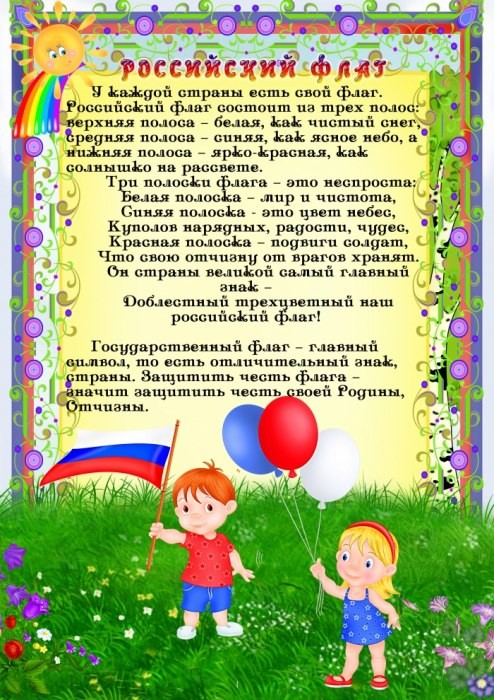 РОССИЙСКИЙ ФЛАГ
У каждой страны есть свой флаг.
Российский флаг состоит из трех полос:
верхняя полоса – белая, как чистый снег,
средняя полоса – синяя, как ясное небо, а
нижняя полоса – ярко-красная, как
солнышко на рассвете.
Три полоски флага – это неспроста:
Белая полоска – мир и чистота,
Синяя полоска - это цвет небес,
Куполов нарядных, радости, чудес,
Красная полоска – подвиги солдат,
Что свою отчизну от врагов хранят.
Он страны великой самый главный
знак –
Доблестный трехцветный наш
российский флаг!
Государственный флаг – главный
символ, то есть отличительный знак,
страны. Защитить честь флага –
значит защитить честь своей Родины,
Отчизны.